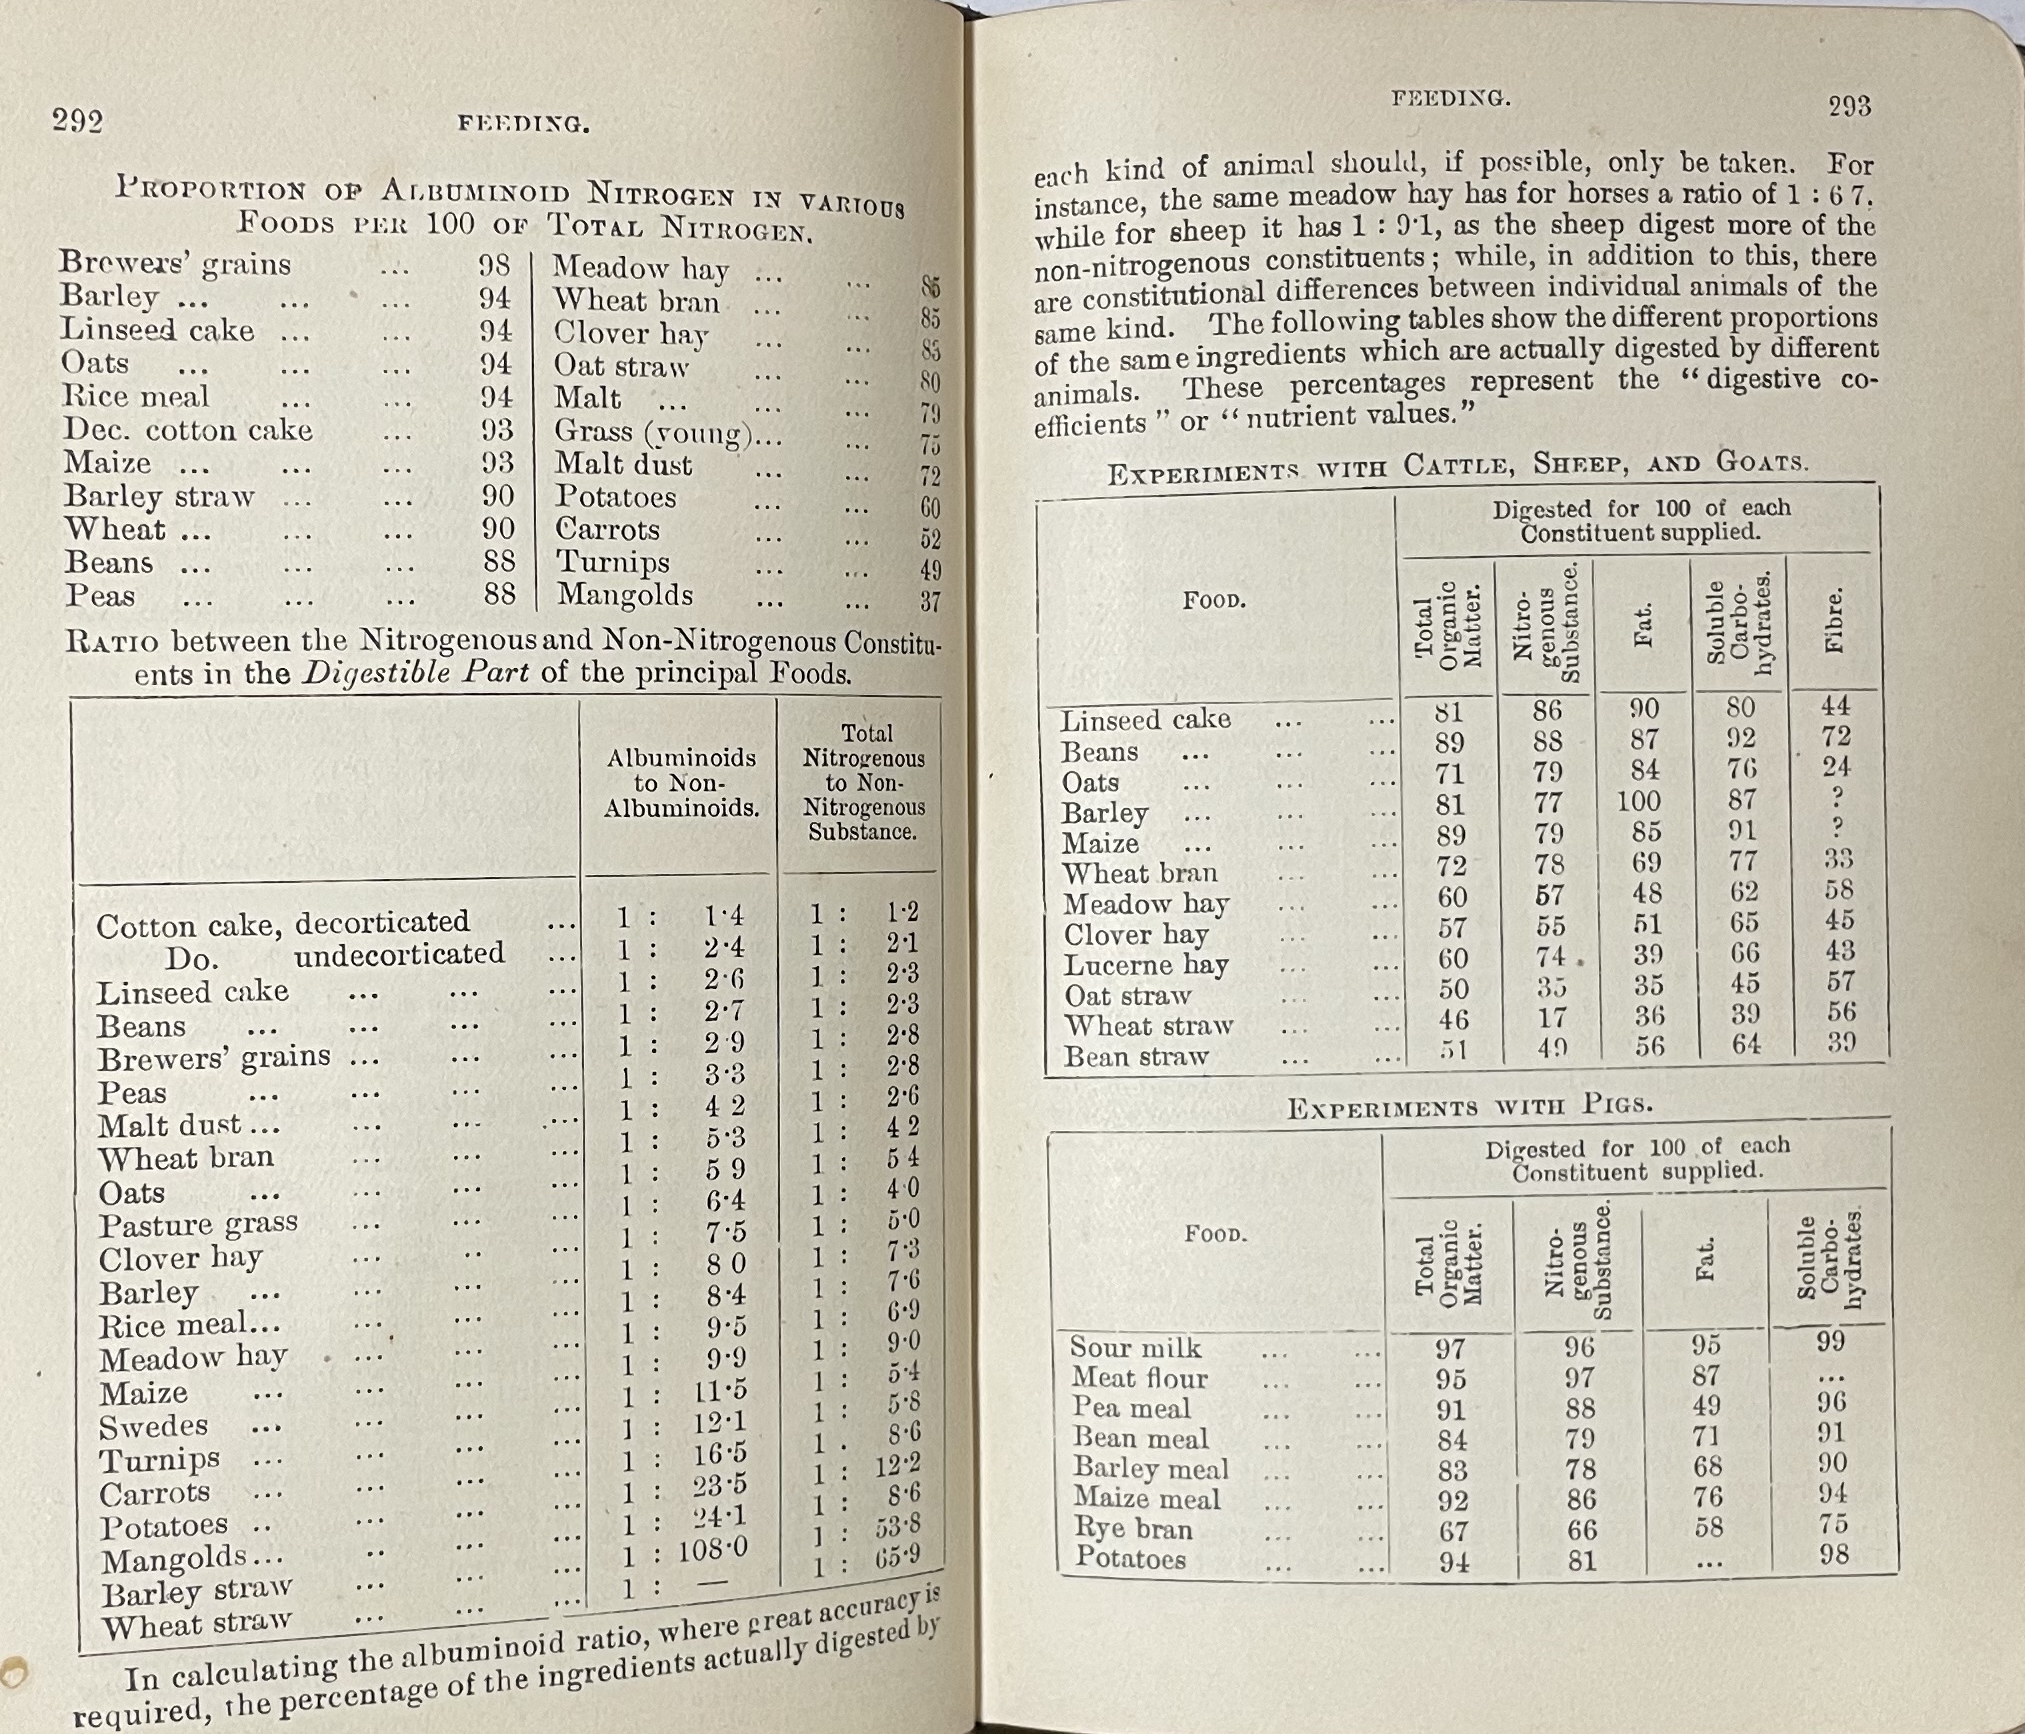 292
FEEDING.
PROPORTION OF ALBUMINOID NITROGEN IN VARIOUS
FOODS PER 100 OF TOTAL NITROGEN.
Brewers' grains ... 98 Meadow hay ... ... 85
Barley ... ... ... 94 Wheat bran ... ... 85
Linseed cake ... ... 94 Clover hay ... ... 83
Oats ... ... ... 94 Oat straw ... ... 80
Rice meal ... ... 94 Malt ... ... ... 79
Dec. cotton cake ... 93 Grass (young)... ... 75
Maize ... ... ... 93 Malt dust ... ... 72
Barley straw ... ... 90 Potatoes ... ... 60
Wheat ... ... ... 90 Carrots ... ... 52
Beans ... ... ... 88 Turnips ... ... 49
Peas ... ... ... 88 Mangolds ... ... 37
RATIO between the Nitrogenous and Non-Nitrogenous Constitu-
ents in the Digestible Part of the principal Foods.
Albuminoids
to Non-
Albuminoids.
Total
Nitrogenous
to Non-
Nitrogenous
Substance.
Cotton cake, decorticated ... 1 : 1·4 1 : 1·2
Do. undecorticated ... 1 : 2·4 1 : 2·1
Linseed cake ... ... ... 1 : 2·6 1 : 2·3
Beans ... ... ... ... 1 : 2·7 1 : 2·3
Brewers' grains ... ... ... 1 : 2·9 1 : 2·8
Peas ... ... ... ... 1 : 3·3 1 : 2·8
Malt dust ... ... ... ... 1 : 4 2 1 : 2·6
Wheat bran ... ... ... 1 : 5·3 1 : 4 2
Oats ... ... ... ... 1 : 5 9 1 : 5 4
Pasture grass ... ... ... 1 : 6·4 1 : 4·0
Clover hay ... .. ... 1 : 7·5 1 : 5·0
Barley ... ... ... ... 1 : 8 0 1 : 7·3
Rice meal... ... ... ... 1 : 8·4 1 : 7·6
Meadow hay ... ... ... 1 : 9·5 1 : 6·9
Maize ... ... ... ... 1 : 9·9 1 : 9·0
Swedes ... ... ... ... 1 : 11·5 1 : 5·4
Turnips ... ... ... ... 1 : 12·1 1 : 5·8
Carrots ... ... ... ... 1 : 16·5 1 . 8·6
Potatoes .. ... ... ... 1 : 23·5 1 : 12·2
Mangolds... .. ... ... 1 : 24·1 1 : 8·6
Barley straw ... ... ... 1 : 108·0 1 : 53·8
Wheat straw ... ... ... 1 : — 1 : 65·9
In calculating the albuminoid ratio, where great accuracy is
required, the percentage of the ingredients actually digested by
FEEDING.
293
each kind of animal should, if possible, only be taken. For
instance, the same meadow hay has for horses a ratio of 1 : 6 7,
while for sheep it has 1 : 9·1, as the sheep digest more of the
non-nitrogenous constituents; while, in addition to this, there
are constitutional differences between individual animals of the
same kind. The following tables show the different proportions
of the same ingredients which are actually digested by different
animals. These percentages represent the "digestive co-
efficients" or "nutrient values."
EXPERIMENTS WITH CATTLE, SHEEP, AND GOATS.
FOOD.
Digested for 100 of each
Constituent supplied.
Total
Organic
Matter.
Nitro-
genous
Substance.
Fat.
Soluble
Carbo-
hydrates.
Fibre.
Linseed cake ... ... 81 86 90 80 44
Beans ... ... ... 89 88 87 92 72
Oats ... ... ... 71 79 84 76 24
Barley ... ... ... 81 77 100 87 ?
Maize ... ... ... 89 79 85 91 ?
Wheat bran ... ... 72 78 69 77 33
Meadow hay ... ... 60 57 48 62 58
Clover hay ... ... 57 55 51 65 45
Lucerne hay ... ... 60 74 39 66 43
Oat straw ... ... 50 35 35 45 57
Wheat straw ... ... 46 17 36 39 56
Bean straw ... ... 51 49 56 64 39
EXPERIMENTS WITH PIGS.
FOOD.
Digested for 100 of each
Constituent supplied.
Total
Organic
Matter.
Nitro-
genous
Substance.
Fat.
Soluble
Carbo-
hydrates.
Sour milk ... ... 97 96 95 99
Meat flour ... ... 95 97 87 ...
Pea meal ... ... 91 88 49 96
Bean meal ... ... 84 79 71 91
Barley meal ... ... 83 78 68 90
Maize meal ... ... 92 86 76 94
Rye bran ... ... 67 66 58 75
Potatoes ... ... 94 81 ... 98